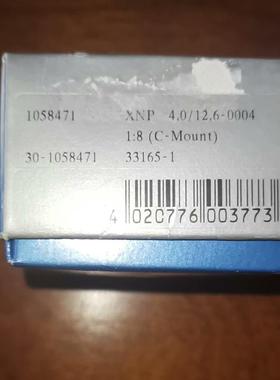 1058471 XNP 4,0/12,6-0004
1:8 (C-Mount)
30-1058471 33165-1
4 020776 003773